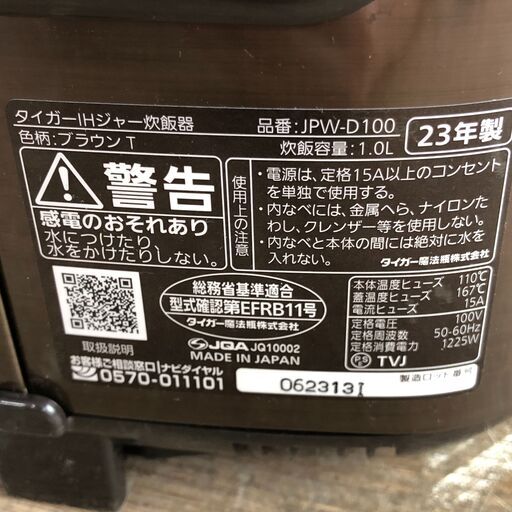 タイガーIHジャー炊飯器
品番:JPW-D100
23年製
色柄:ブラウン T
炊飯容量:1.0L
警告
感電のおそれあり
水につけたり
水をかけたりしない。
使用上の注意
・電源は、定格15A以上のコンセント
を単独で使用する。
・内なべには、金属へら、ナイロンた
わし、クレンザー等を使用しない。
・内なべと本体の間には絶対に水を
入れない。
タイガー魔法瓶株式会社
取扱説明
総務省基準適合
型式確認第EFRB11号
タイガー魔法瓶株式会社
JQA JQ10002
MADE IN JAPAN
お客様ご相談窓口 ナビダイヤル
0570-011101
本体温度ヒューズ 110℃
蓋温度ヒューズ 167℃
電流ヒューズ 15A
定格電圧 100V
定格周波数 50-60Hz
定格消費電力 1225W
PS E TVJ
062313I
製造ロット番号